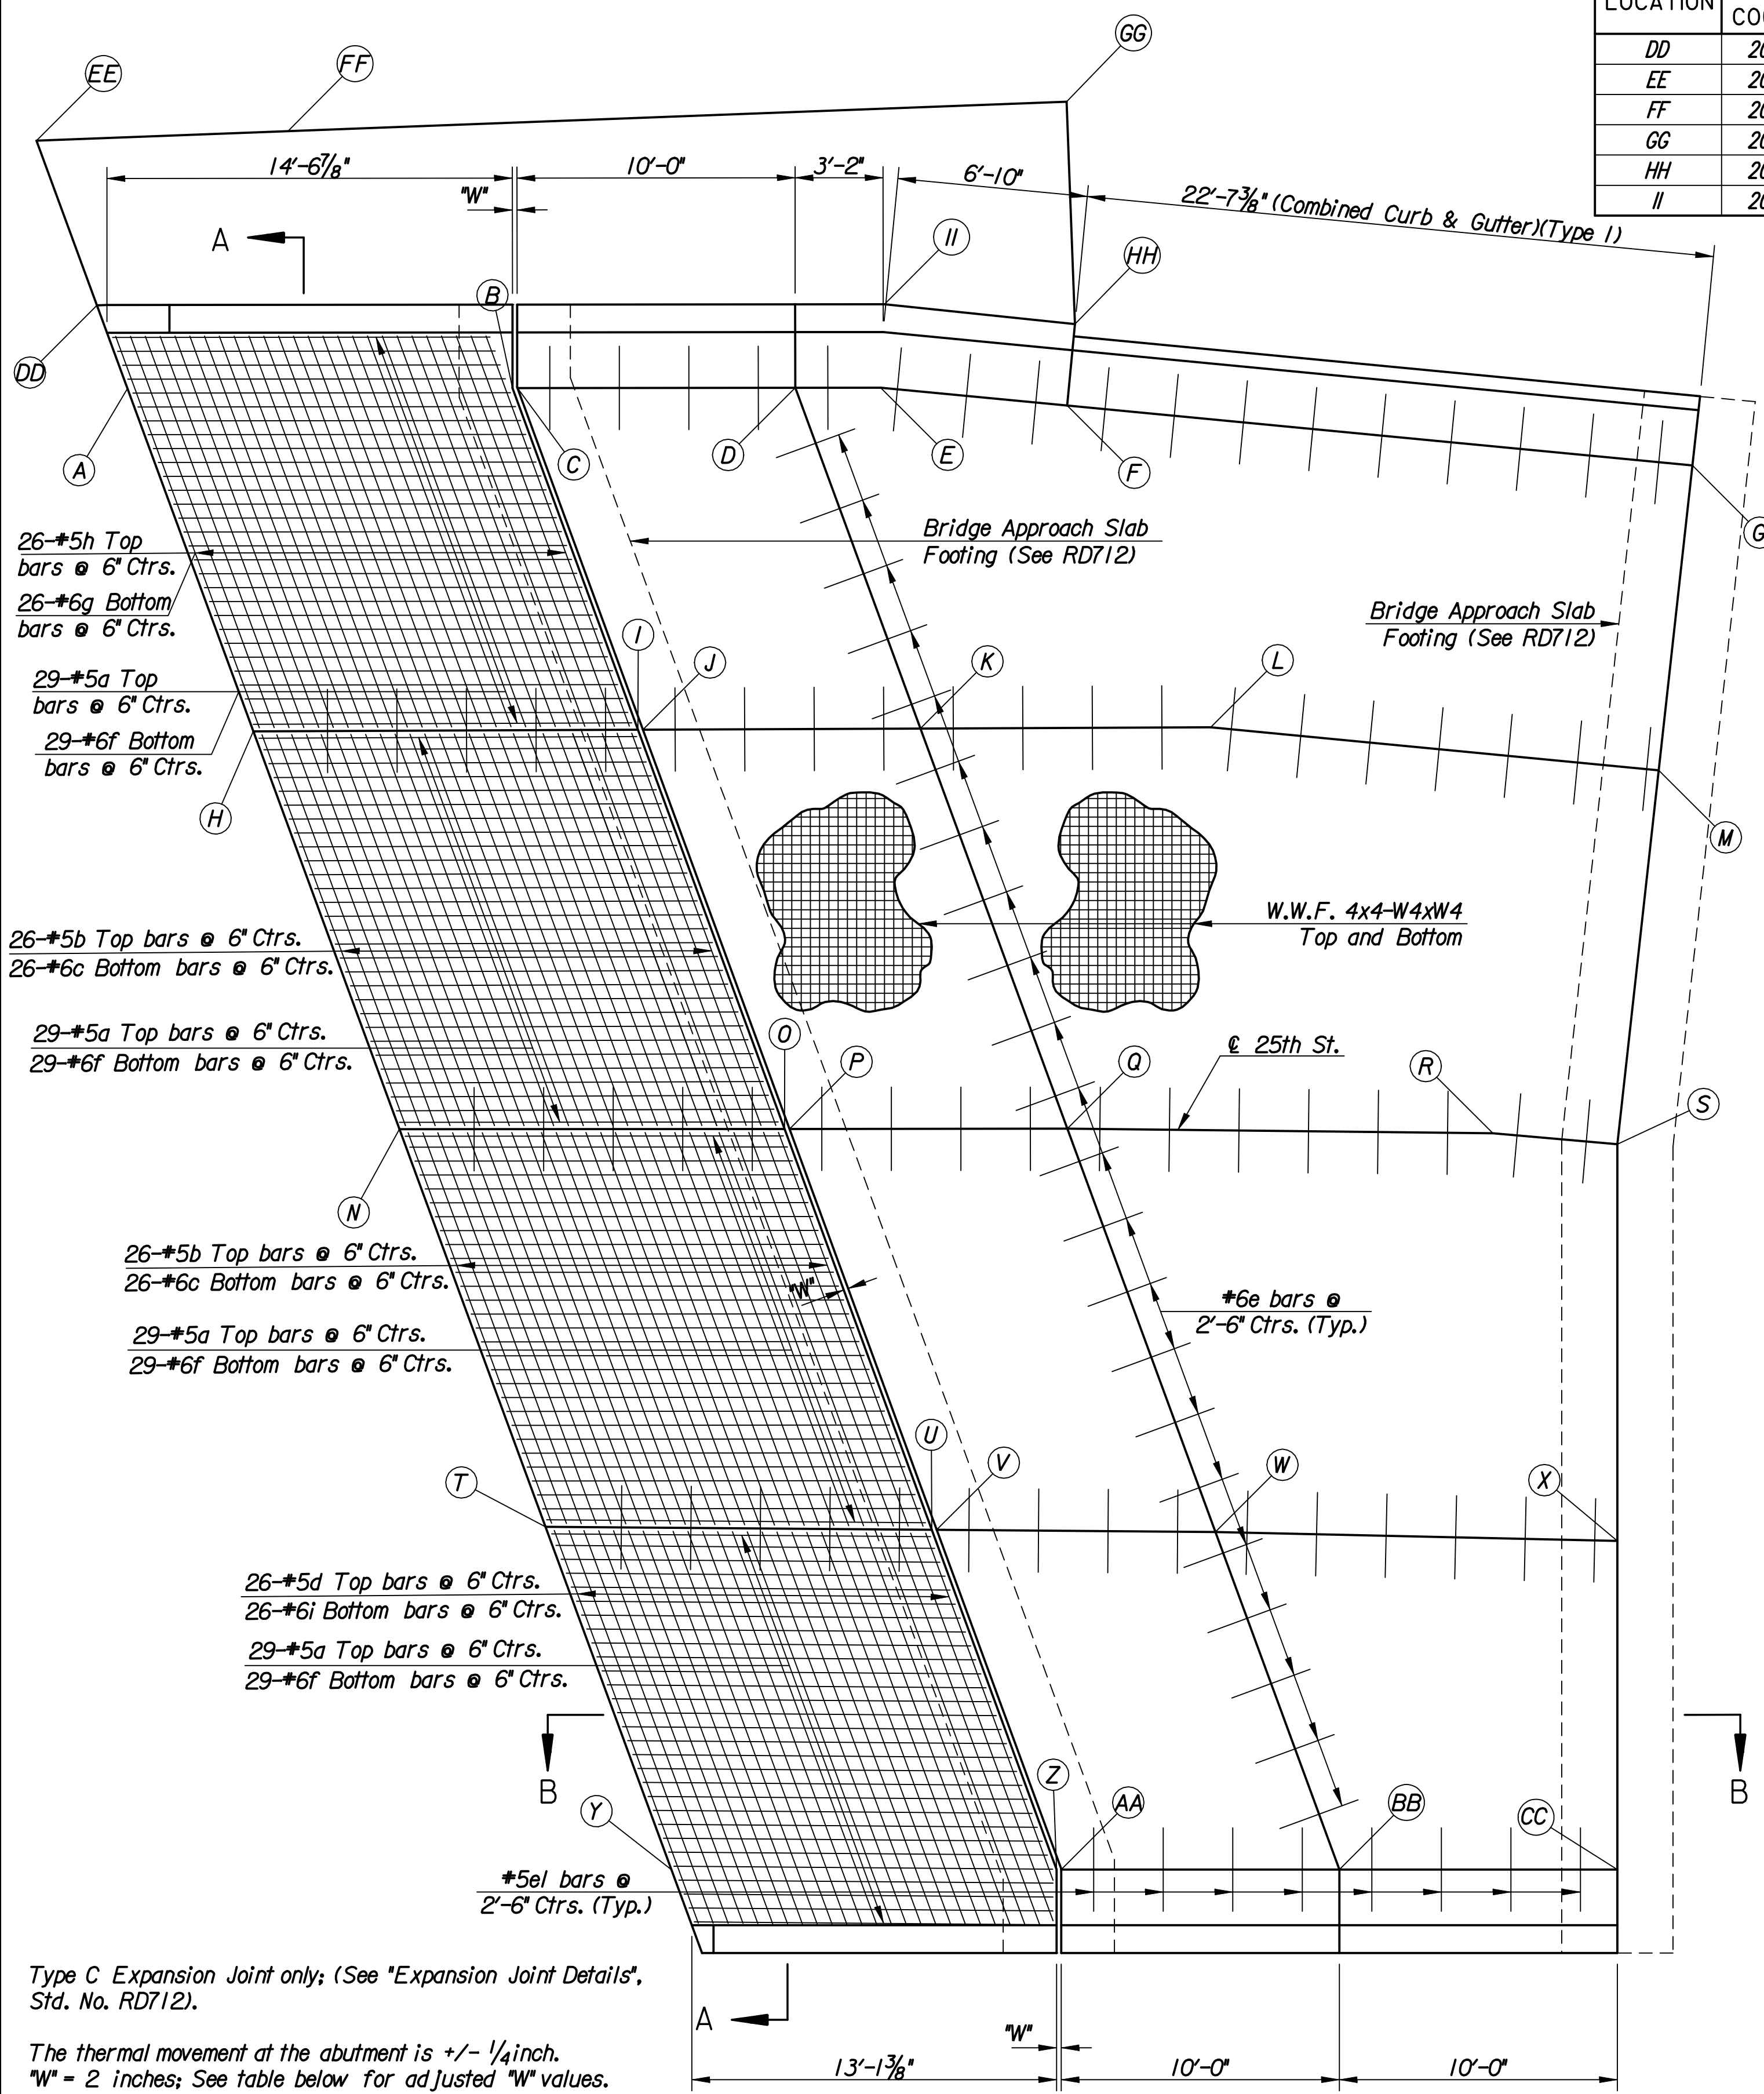 LOCATION
DD
EE
FF
GG
HH
II
EE
FF
GG
14'-6 7/8"
10'-0"
3'-2"
6'-10"
22'-7 3/8" (Combined Curb & Gutter)(Type I)
"W"
A
II
HH
B
DD
A
C
D
E
F
G
26-#5h Top
bars @ 6" Ctrs.
26-#6g Bottom
bars @ 6" Ctrs.
Bridge Approach Slab
Footing (See RD712)
Bridge Approach Slab
Footing (See RD712)
I
J
K
L
29-#5a Top
bars @ 6" Ctrs.
29-#6f Bottom
bars @ 6" Ctrs.
H
M
W.W.F. 4x4-W4xW4
Top and Bottom
26-#5b Top bars @ 6" Ctrs.
26-#6c Bottom bars @ 6" Ctrs.
29-#5a Top bars @ 6" Ctrs.
29-#6f Bottom bars @ 6" Ctrs.
O
P
Q
℄ 25th St.
R
S
N
26-#5b Top bars @ 6" Ctrs.
26-#6c Bottom bars @ 6" Ctrs.
"W"
#6e bars @
2'-6" Ctrs. (Typ.)
29-#5a Top bars @ 6" Ctrs.
29-#6f Bottom bars @ 6" Ctrs.
T
U
V
W
X
26-#5d Top bars @ 6" Ctrs.
26-#6i Bottom bars @ 6" Ctrs.
29-#5a Top bars @ 6" Ctrs.
29-#6f Bottom bars @ 6" Ctrs.
B
B
Y
Z
AA
BB
CC
#5e1 bars @
2'-6" Ctrs. (Typ.)
Type C Expansion Joint only; (See "Expansion Joint Details",
Std. No. RD712).
A
The thermal movement at the abutment is +/- 1/4 inch.
"W" = 2 inches; See table below for adjusted "W" values.
"W"
13'-1 3/8"
10'-0"
10'-0"